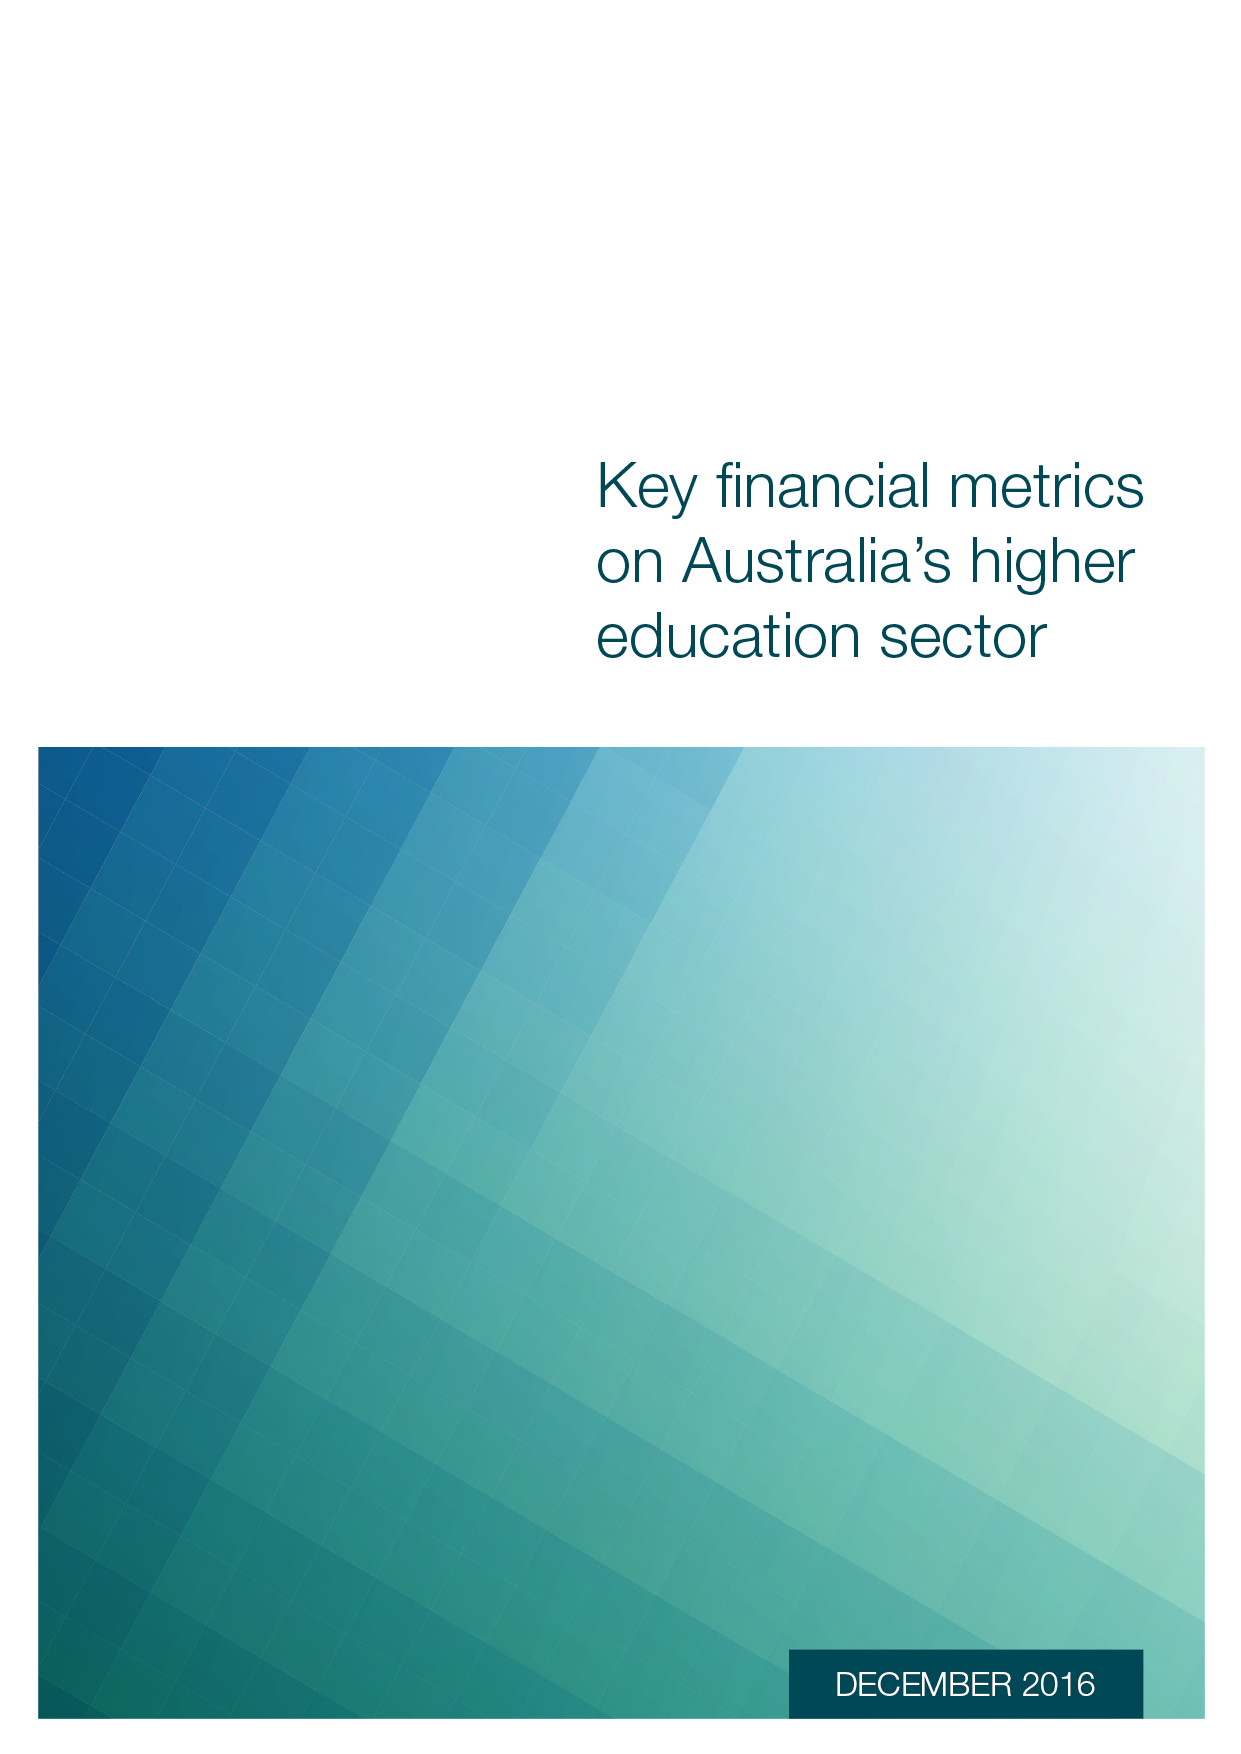 Key financial metrics
on Australia’s higher
education sector
DECEMBER 2016